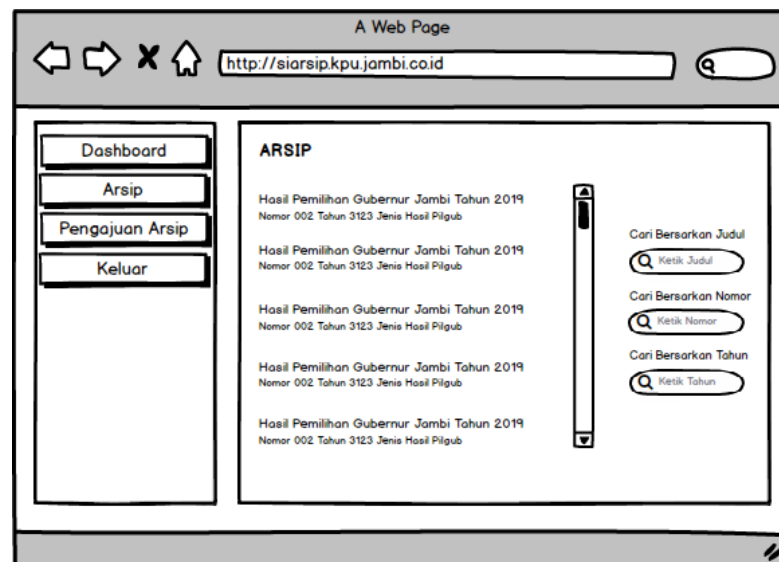 A Web Page
http://siarsip.kpu.jambi.co.id
Dashboard
Arsip
Pengajuan Arsip
Keluar
ARSIP
Hasil Pemilihan Gubernur Jambi Tahun 2019
Nomor 002 Tahun 3123 Jenis Hasil Pilgub
Hasil Pemilihan Gubernur Jambi Tahun 2019
Nomor 002 Tahun 3123 Jenis Hasil Pilgub
Hasil Pemilihan Gubernur Jambi Tahun 2019
Nomor 002 Tahun 3123 Jenis Hasil Pilgub
Hasil Pemilihan Gubernur Jambi Tahun 2019
Nomor 002 Tahun 3123 Jenis Hasil Pilgub
Hasil Pemilihan Gubernur Jambi Tahun 2019
Nomor 002 Tahun 3123 Jenis Hasil Pilgub
Cari Bersarkan Judul
Ketik Judul
Cari Bersarkan Nomor
Ketik Nomor
Cari Bersarkan Tahun
Ketik Tahun